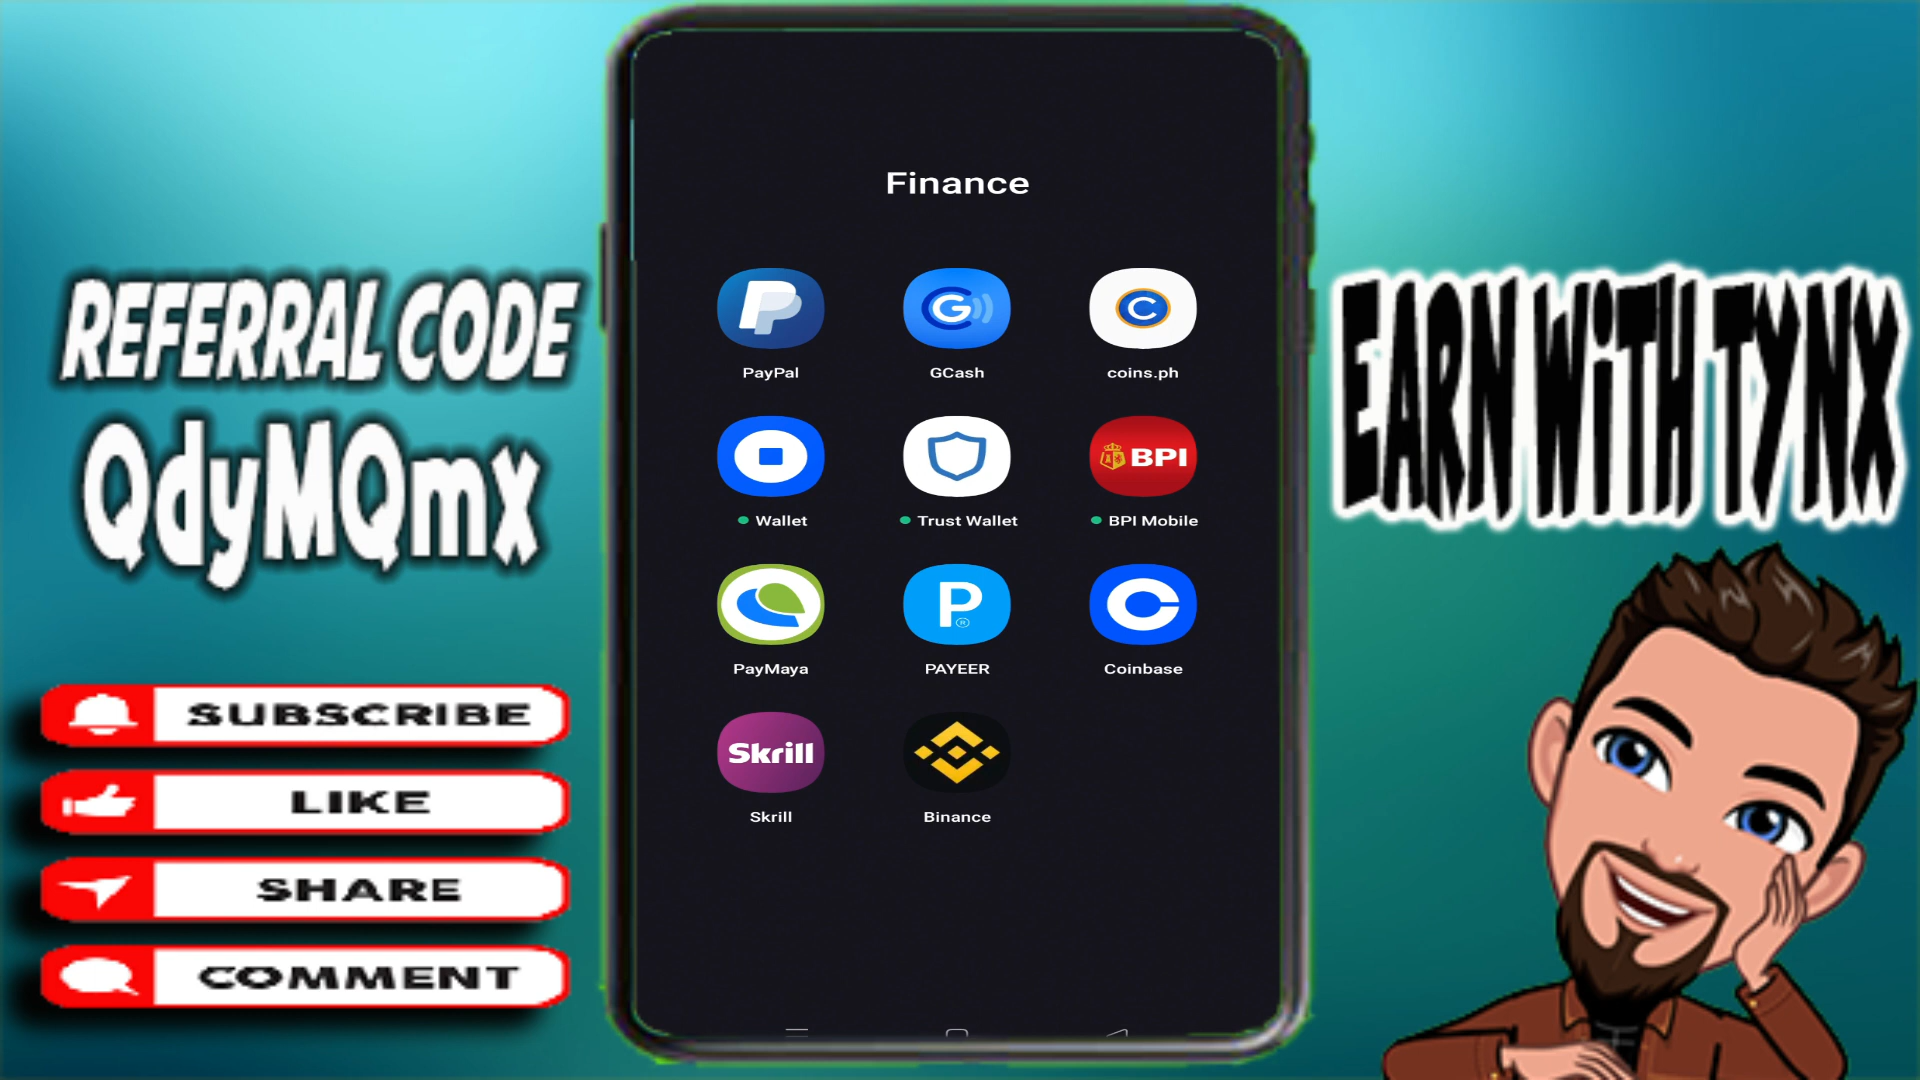 REFERRAL CODE
QdyMQmx
SUBSCRIBE
LIKE
SHARE
COMMENT
Finance
PayPal
GCash
coins.ph
BPI
Wallet
Trust Wallet
BPI Mobile
PayMaya
PAYEER
Coinbase
Skrill
Skrill
Binance
EARN WiTH TYNX